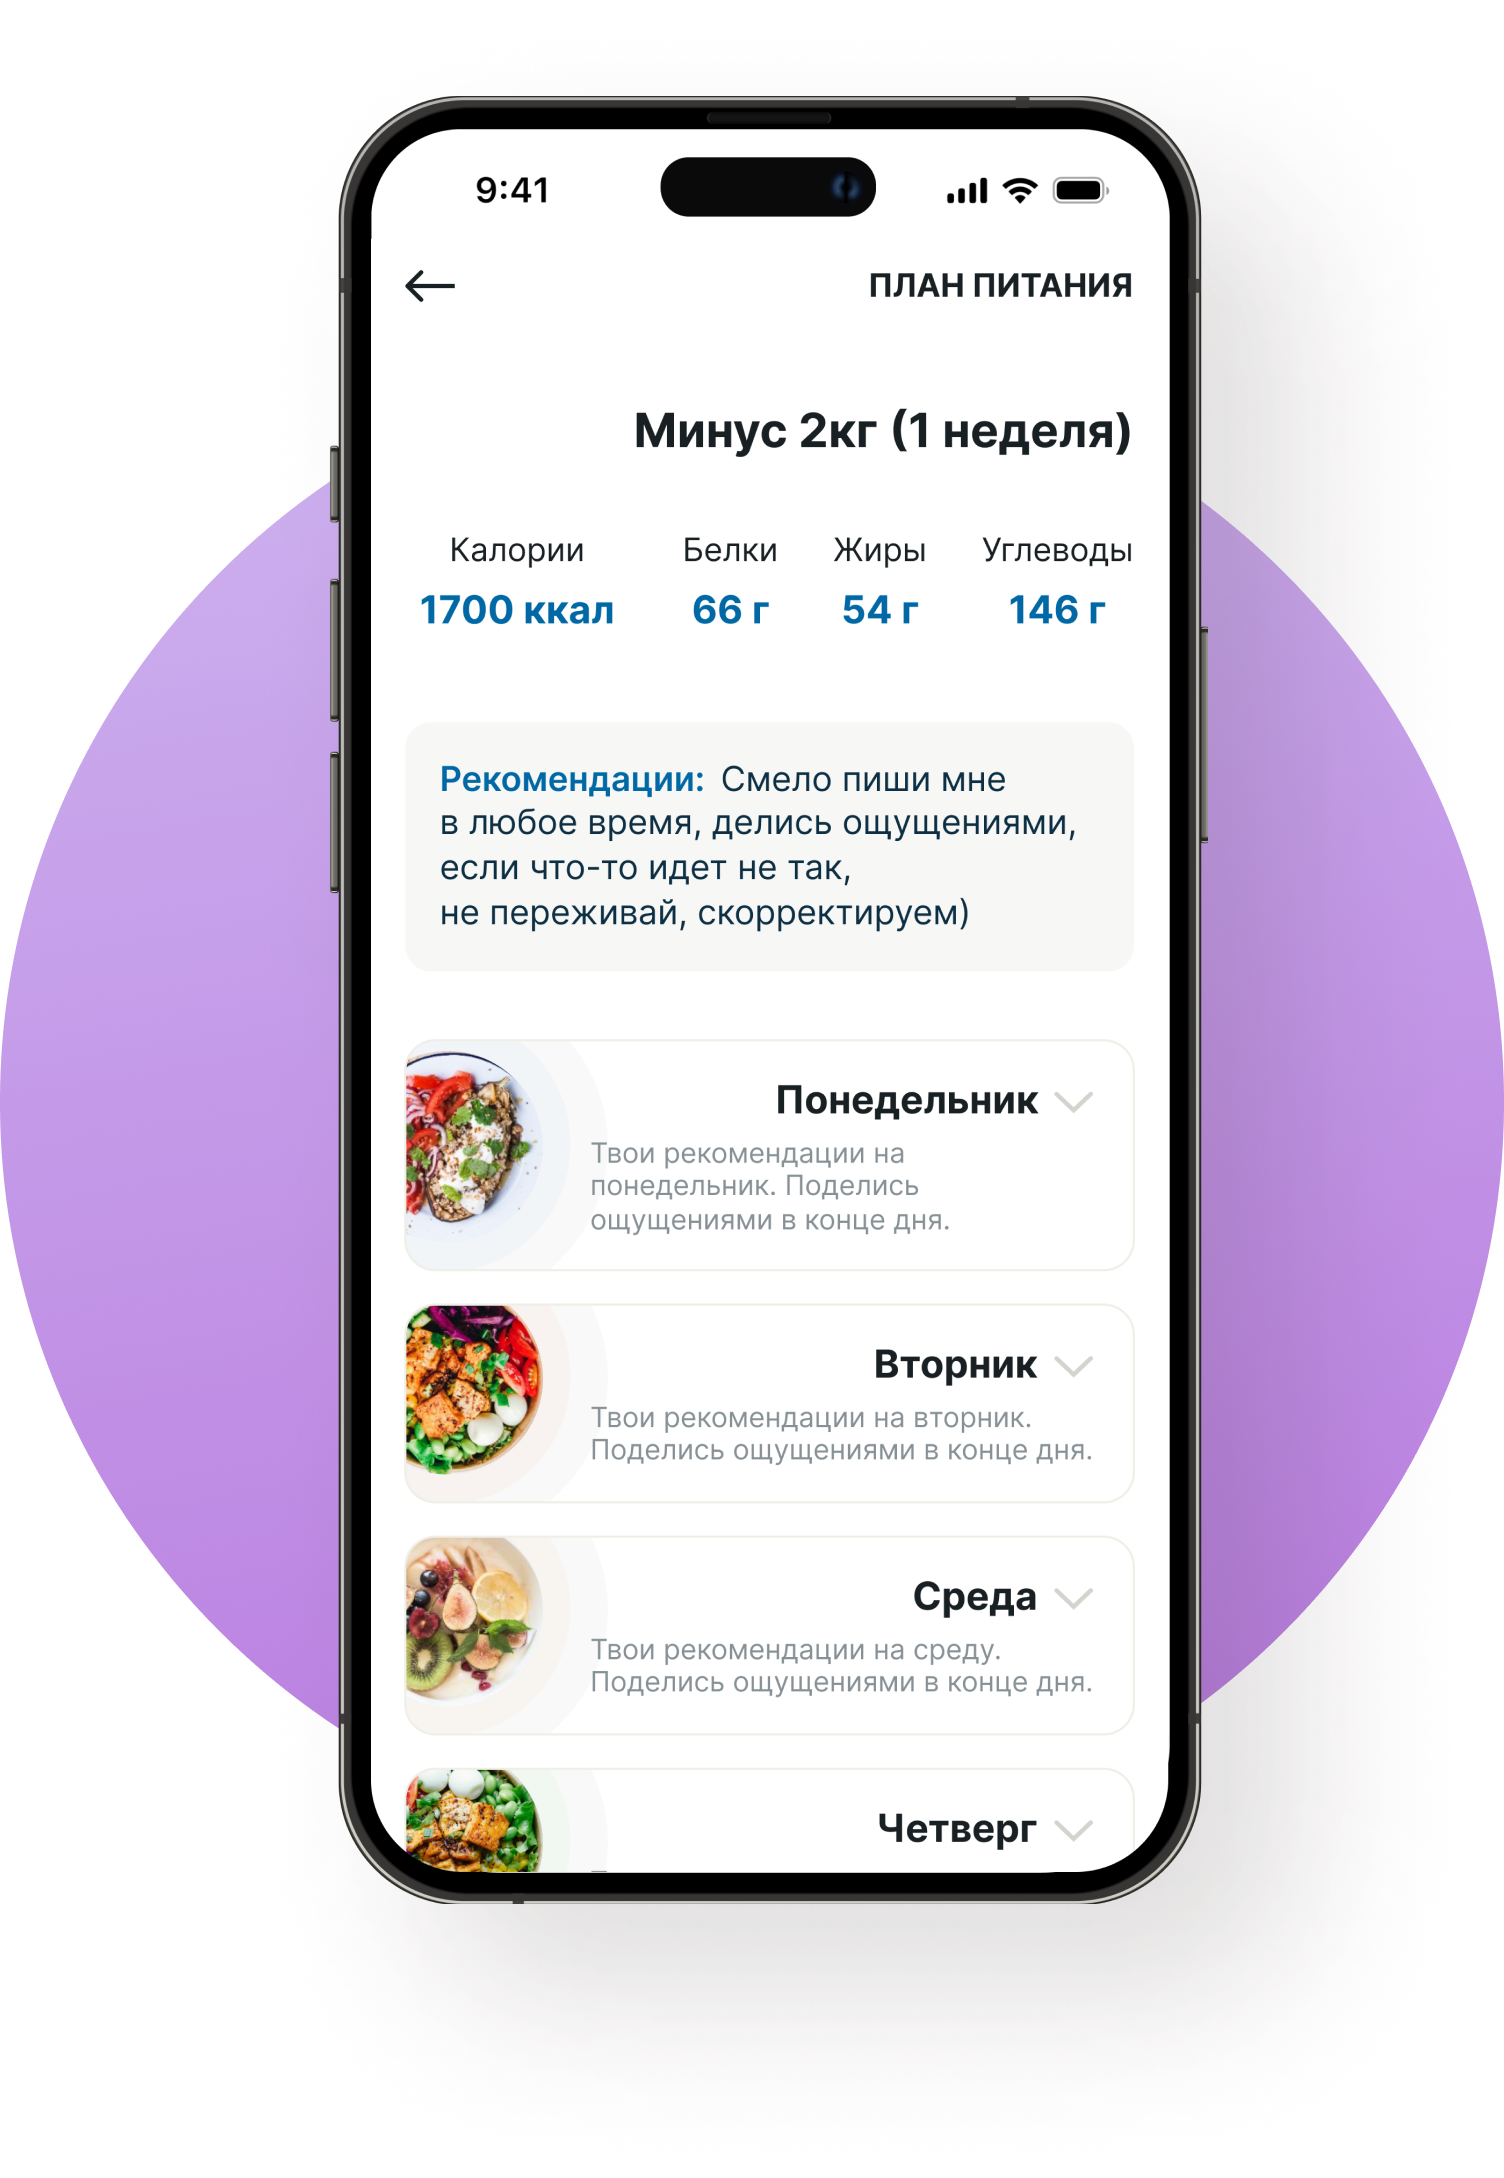 9:41
ПЛАН ПИТАНИЯ
Минус 2кг (1 неделя)
Калории Белки Жиры Углеводы
1700 ккал 66 г 54 г 146 г
Рекомендации: Смело пиши мне
в любое время, делись ощущениями,
если что-то идет не так,
не переживай, скорректируем)
Понедельник
Твои рекомендации на
понедельник. Поделись
ощущениями в конце дня.
Вторник
Твои рекомендации на вторник.
Поделись ощущениями в конце дня.
Среда
Твои рекомендации на среду.
Поделись ощущениями в конце дня.
Четверг